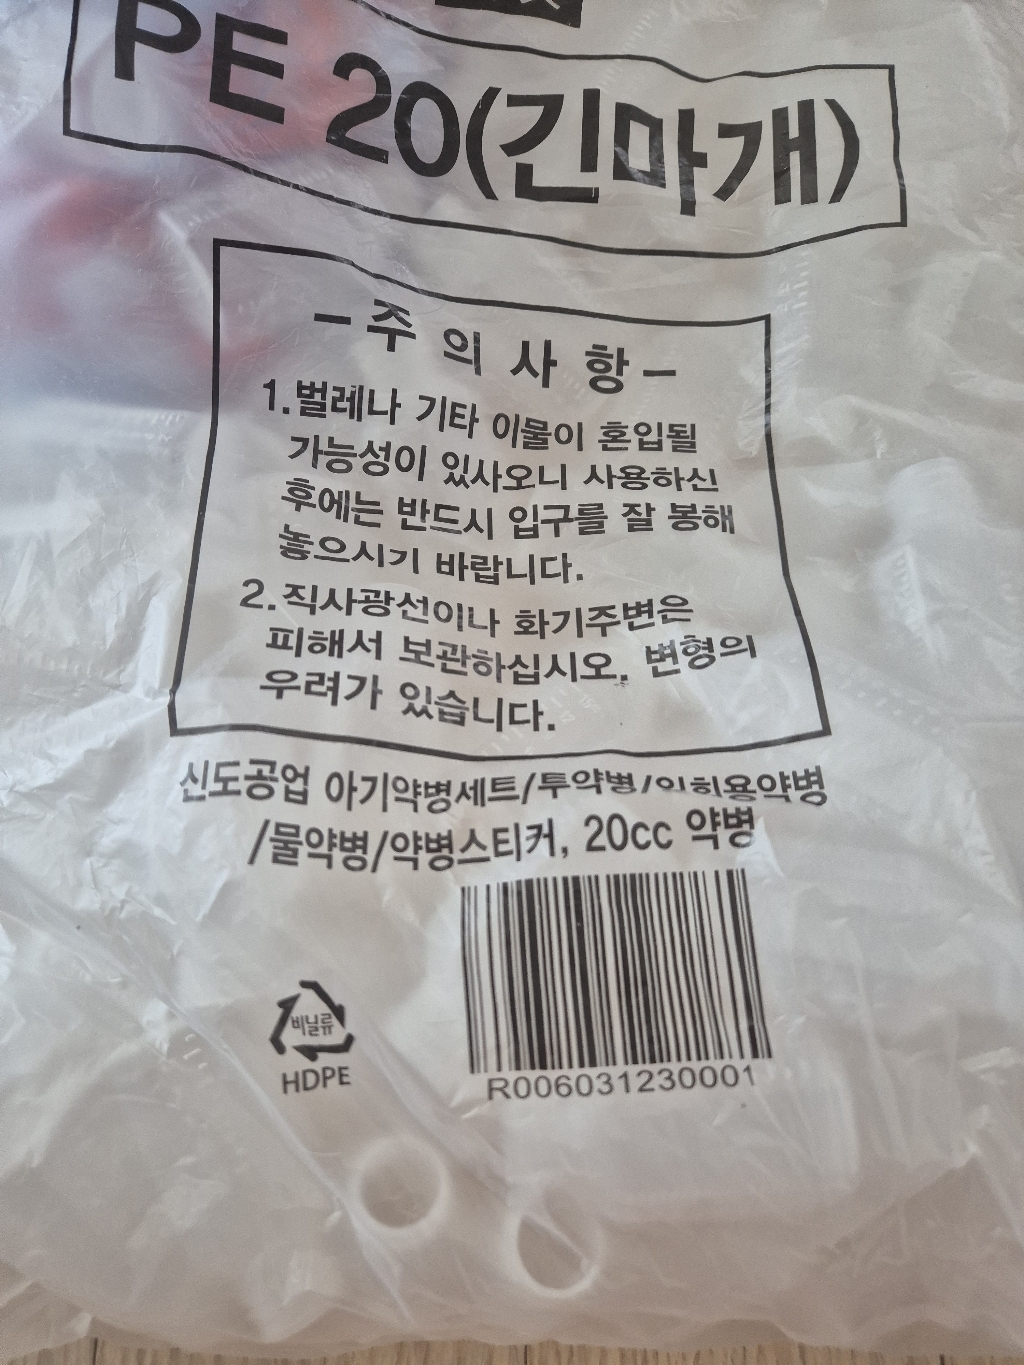 PE 20(긴마개)
-주 의 사 항-
1.벌레나 기타 이물이 혼입될
가능성이 있사오니 사용하신
후에는 반드시 입구를 잘 봉해
놓으시기 바랍니다.
2.직사광선이나 화기주변은
피해서 보관하십시오. 변형의
우려가 있습니다.
신도공업 아기약병세트/투약병/일회용약병
/물약병/약병스티커, 20cc 약병
R006031230001
비닐류
HDPE